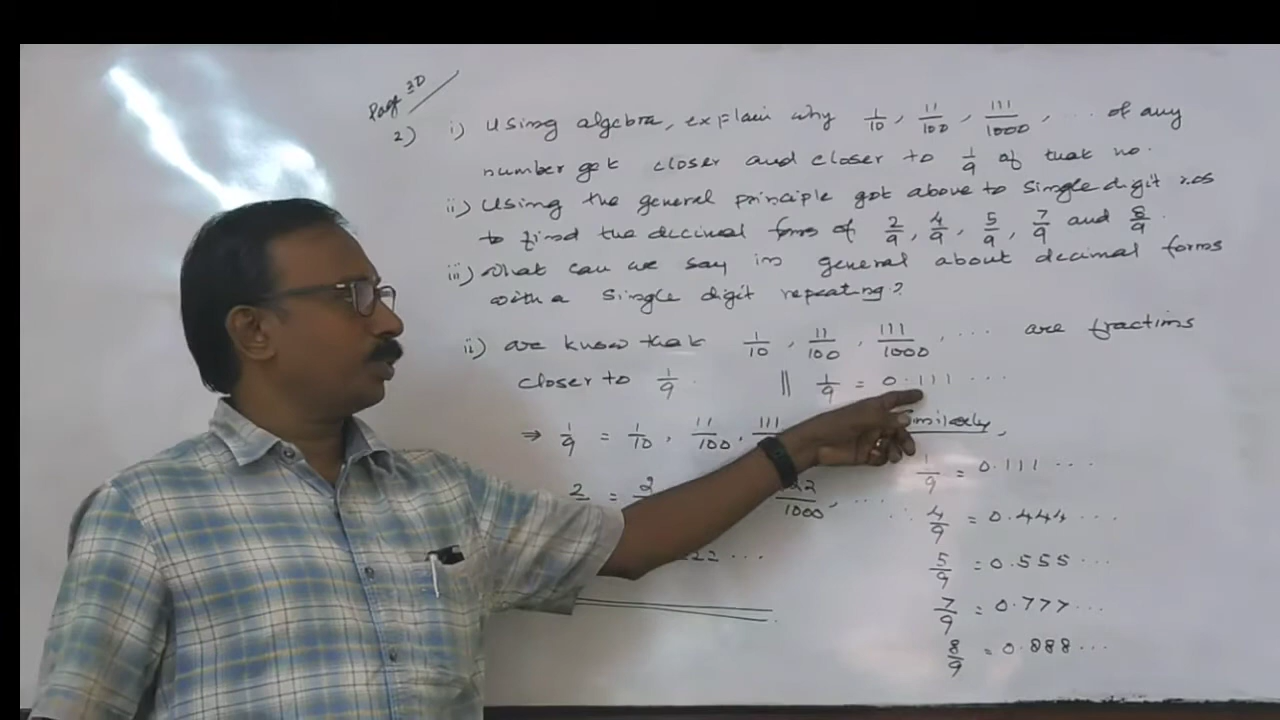 Page 30
2) i) Using algebra, explain why 1/10, 11/100, 111/1000, ... of any
number get closer and closer to 1/9 of that no.
ii) Using the general principle got above to single digit nos
to find the decimal forms of 2/9, 4/9, 5/9, 7/9 and 8/9.
iii) What can we say in general about decimal forms
with a single digit repeating?
ii) We know that 1/10, 11/100, 111/1000, ... are fractions
closer to 1/9. || 1/9 = 0.111 ...
⇒ 1/9 = 1/10, 11/100, 111
2 = 2 222/1000, ...
222 ...
Similarly,
1/9 = 0.111 ...
4/9 = 0.444 ...
5/9 = 0.555 ...
7/9 = 0.777 ...
8/9 = 0.888 ...